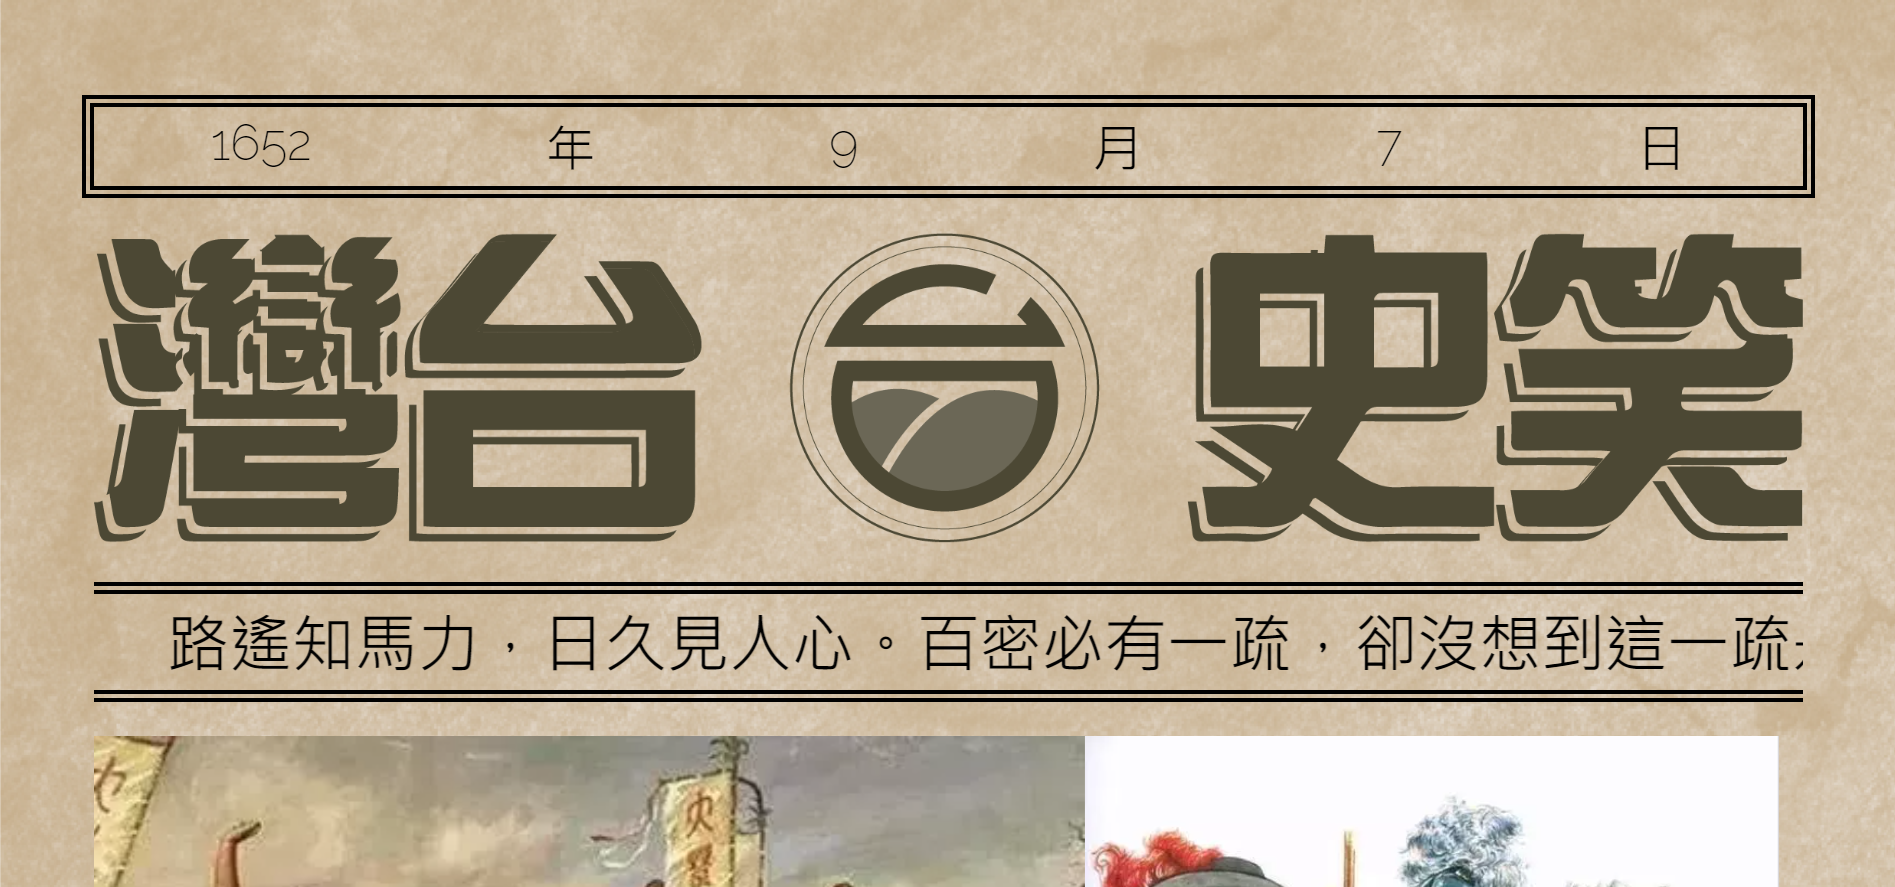 1652 年 9 月 7 日
灣台 史笑
路遙知馬力，日久見人心。百密必有一疏，卻沒想到這一疏